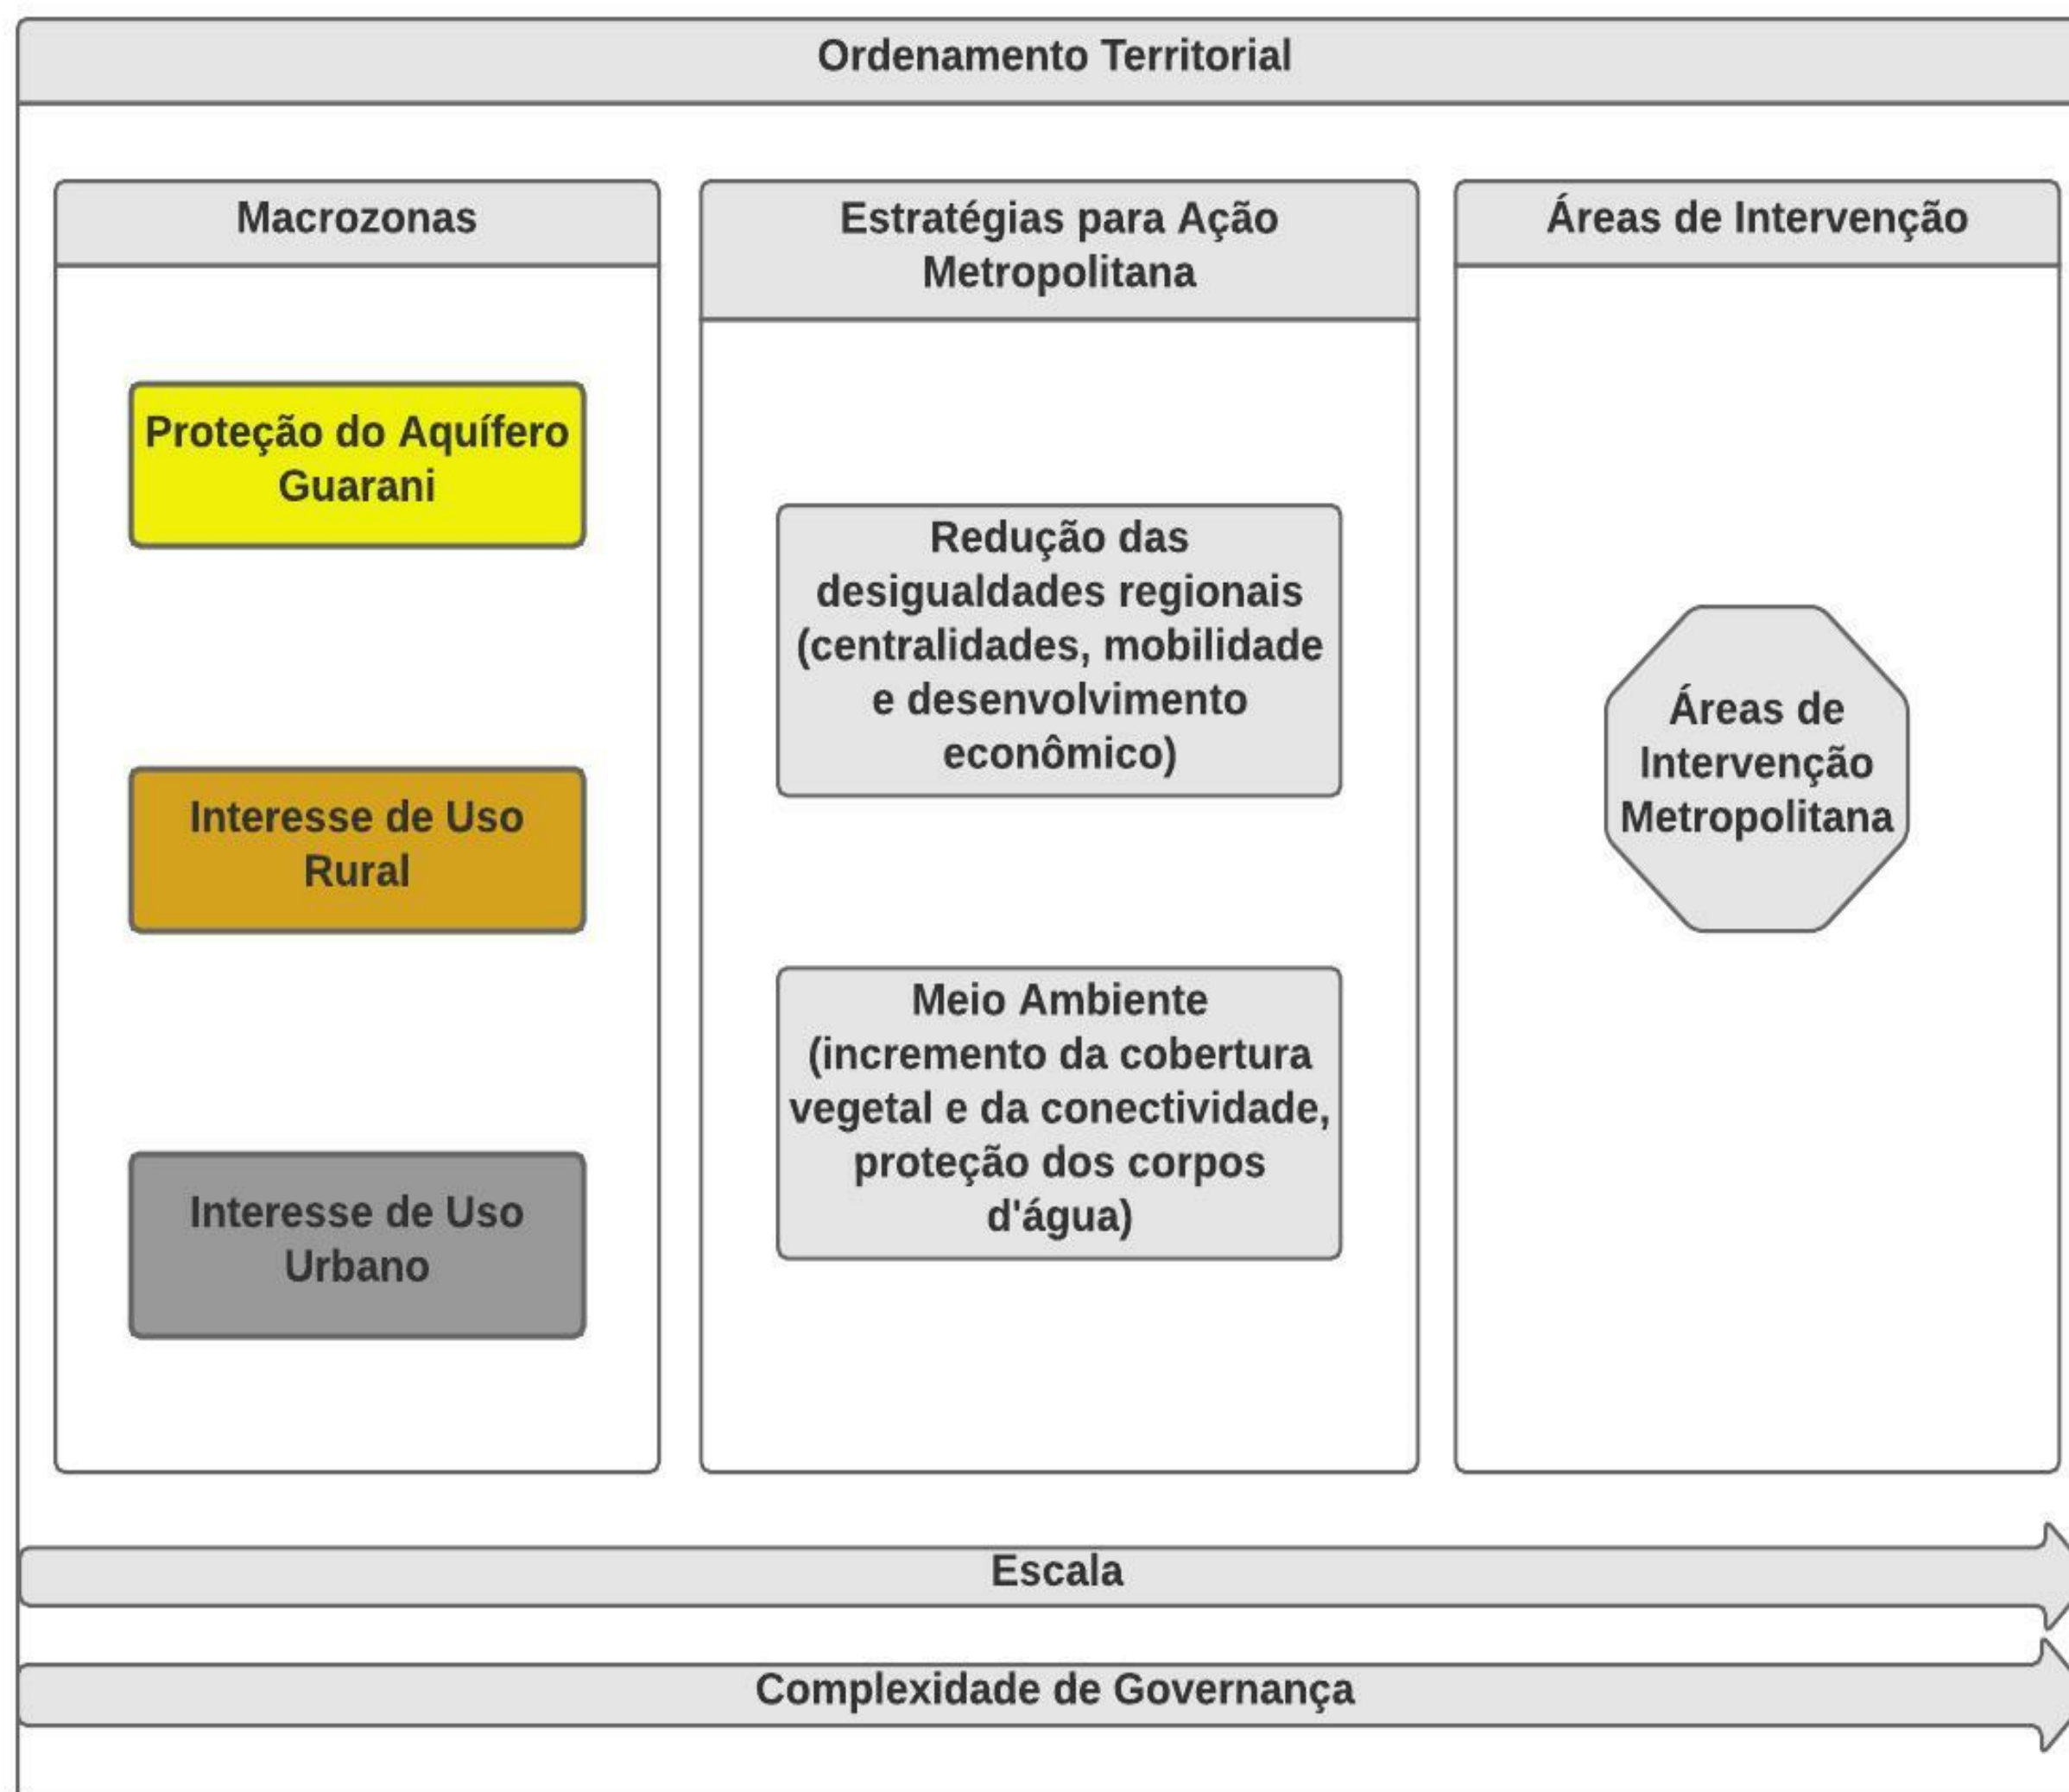 Ordenamento Territorial
Macrozonas
Proteção do Aquífero
Guarani
Interesse de Uso
Rural
Interesse de Uso
Urbano
Estratégias para Ação
Metropolitana
Redução das
desigualdades regionais
(centralidades, mobilidade
e desenvolvimento
econômico)
Meio Ambiente
(incremento da cobertura
vegetal e da conectividade,
proteção dos corpos
d'água)
Áreas de Intervenção
Áreas de
Intervenção
Metropolitana
Escala
Complexidade de Governança